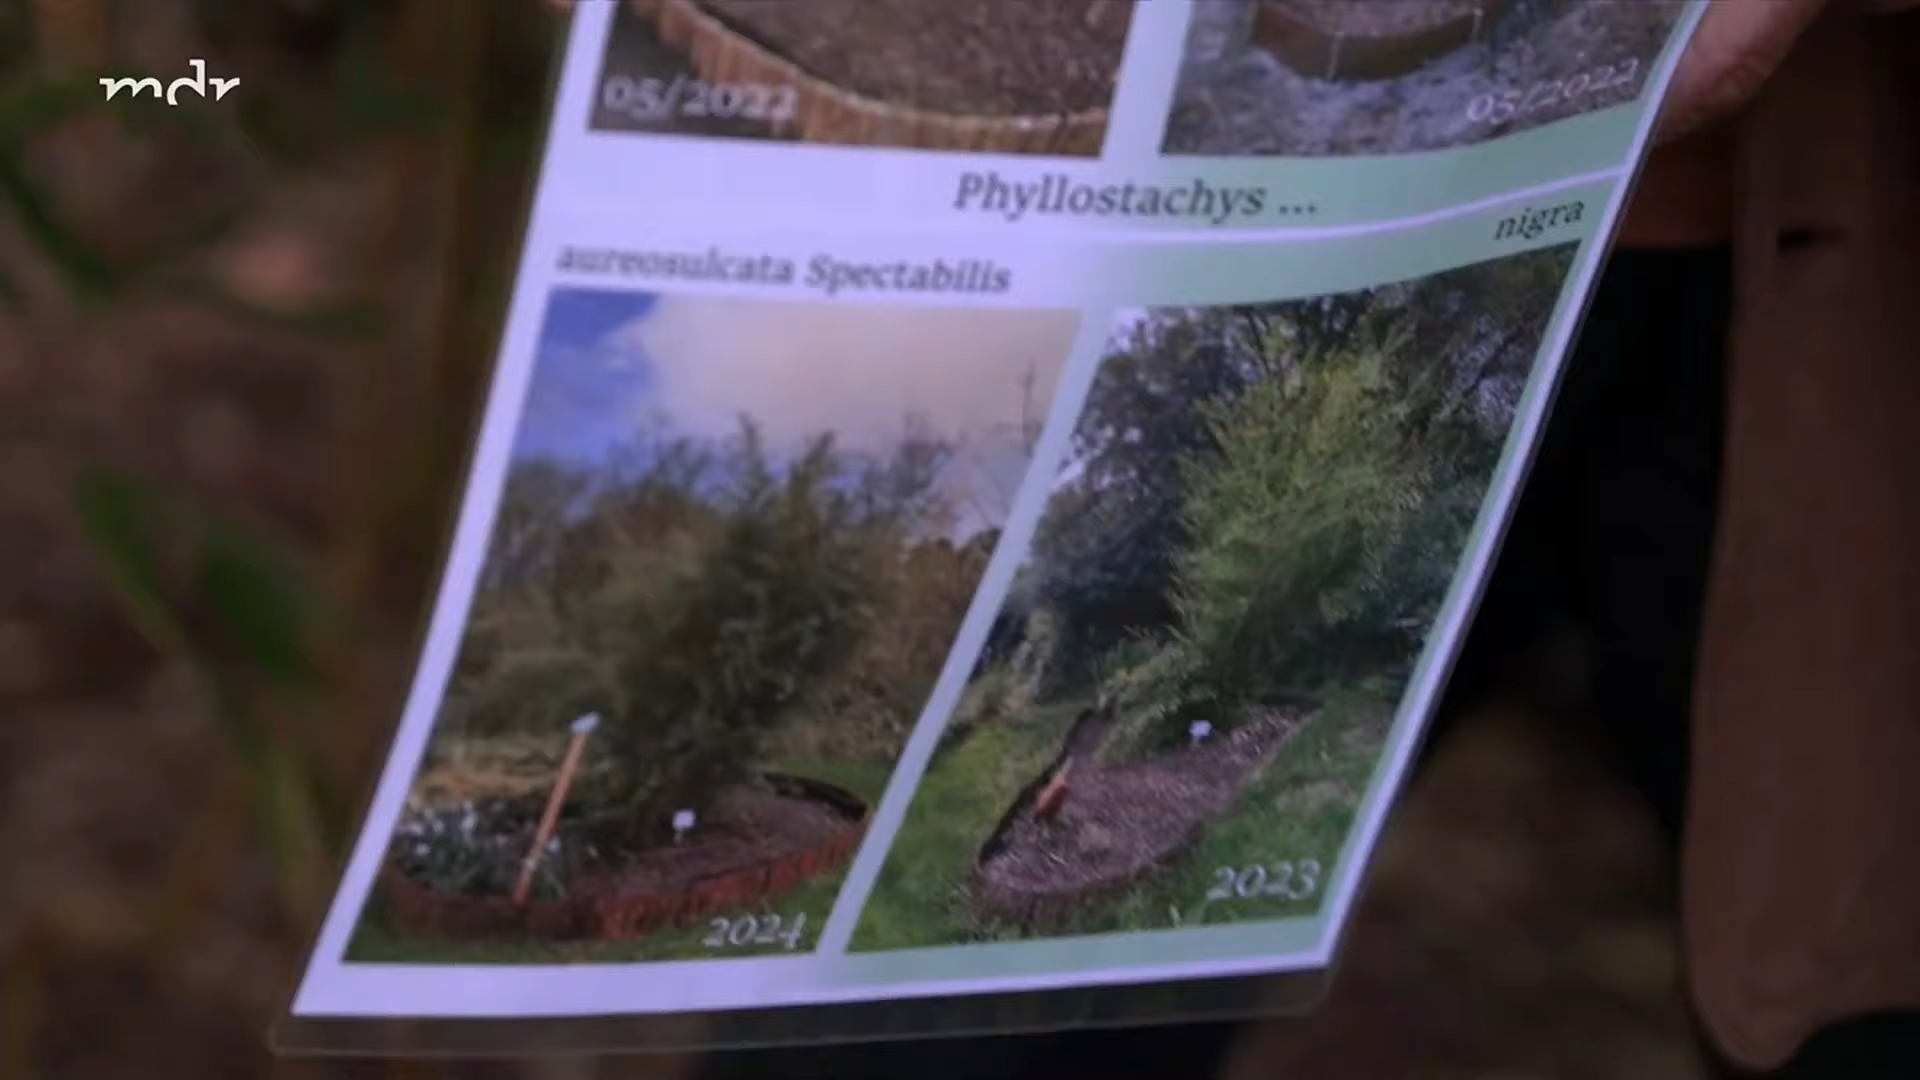 mdr
05/2022
05/2022
Phyllostachys ...
nigra
aureosulcata Spectabilis
2024
2023